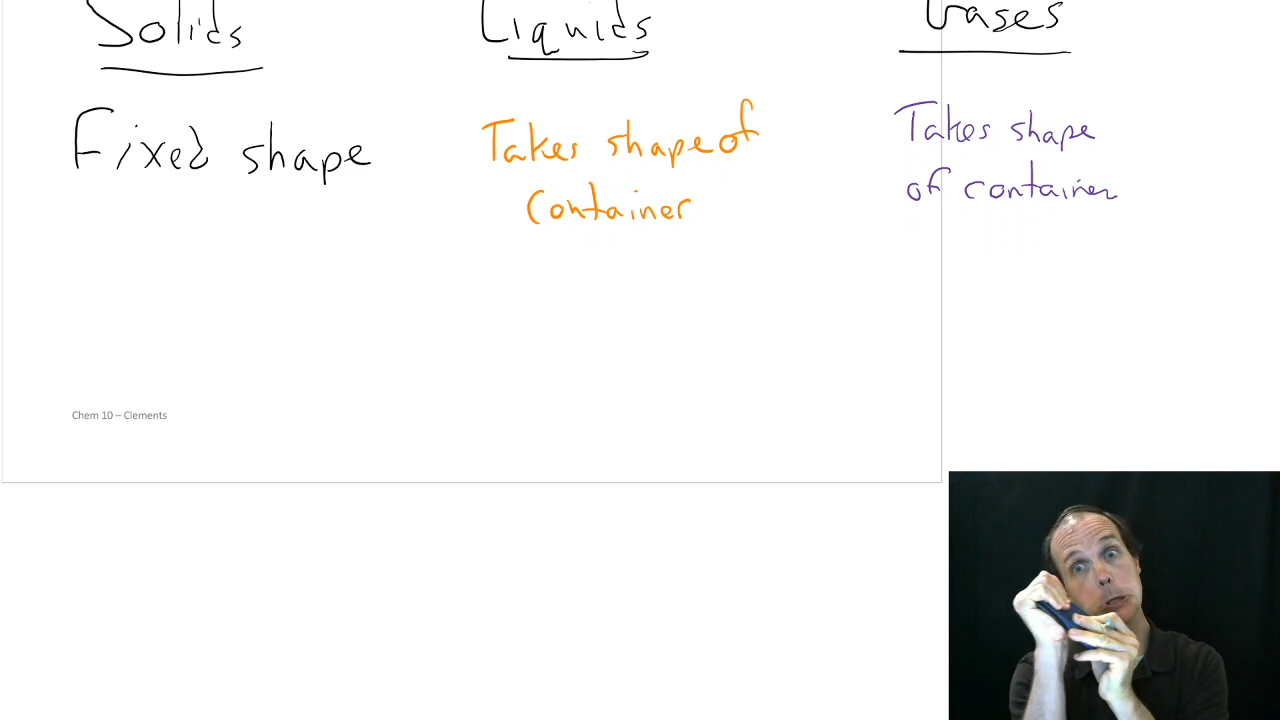 Solids
Liquids
Gases
Fixed shape
Takes shape of
container
Takes shape
of container
Chem 10 – Clements